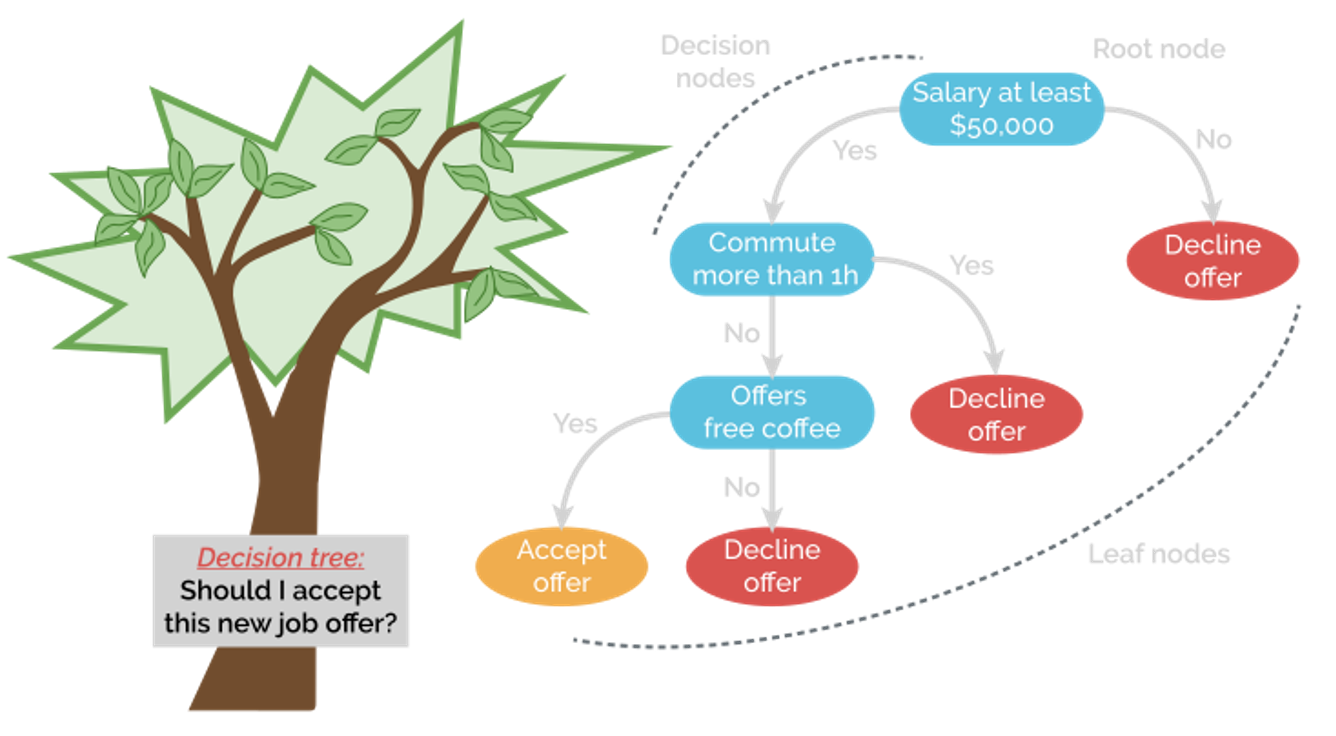 Decision
nodes
Root node
Salary at least
$50,000
Yes
No
Commute
more than 1h
Decline
offer
Yes
No
Offers
free coffee
Decline
offer
Yes
No
Accept
offer
Decline
offer
Leaf nodes
Decision tree:
Should I accept
this new job offer?